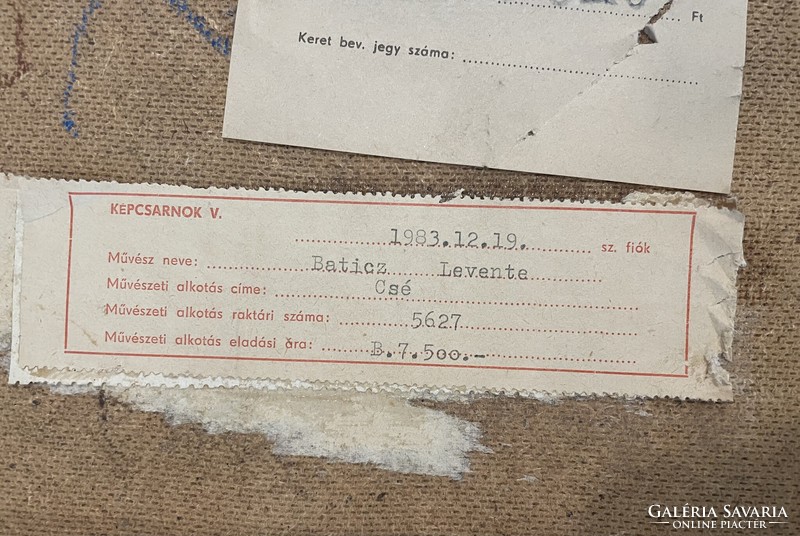 Ft
Keret bev. jegy száma:
KÉPCSARNOK V.
1983.12.19. sz. fiók
Művész neve: Baticz Levente
Művészeti alkotás címe: Csé
Művészeti alkotás raktári száma: 5627
Művészeti alkotás eladási ára: B.7.500.-
GALÉRIA SAVARIA
ONLINE PIACTÉR